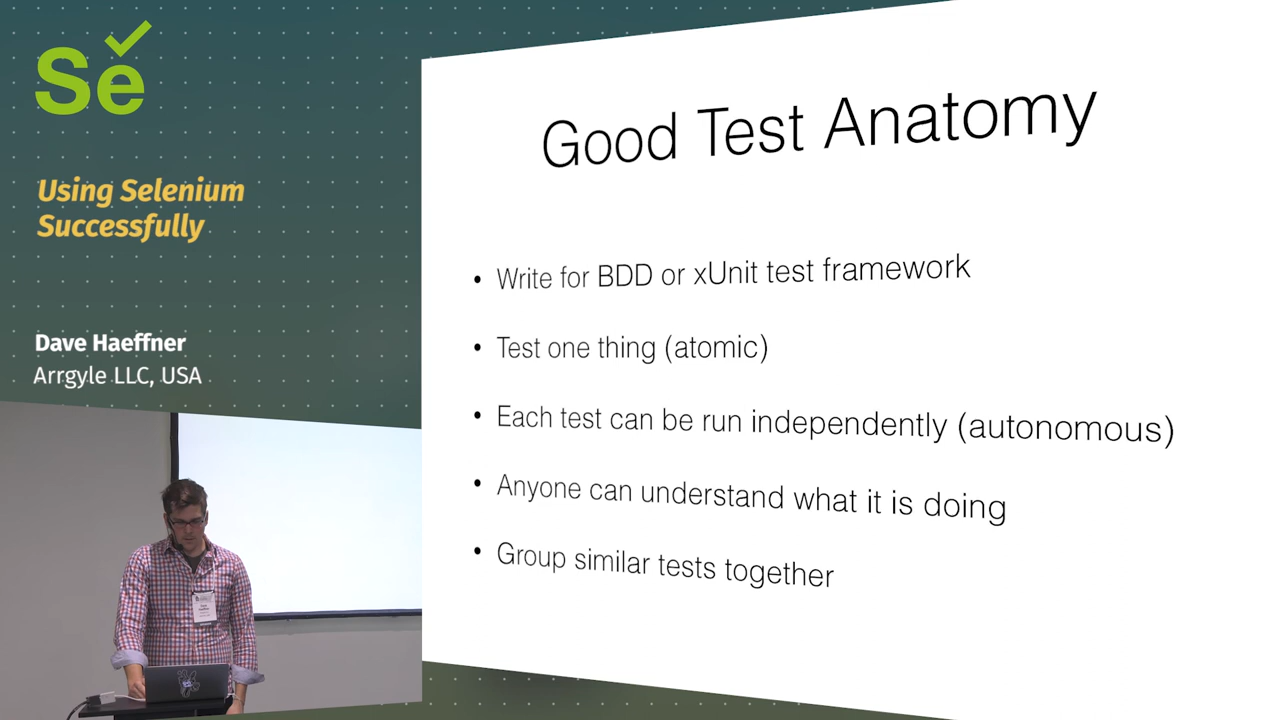 Se
Using Selenium
Successfully
Dave Haeffner
Arrgyle LLC, USA
Good Test Anatomy
• Write for BDD or xUnit test framework
• Test one thing (atomic)
• Each test can be run independently (autonomous)
• Anyone can understand what it is doing
• Group similar tests together